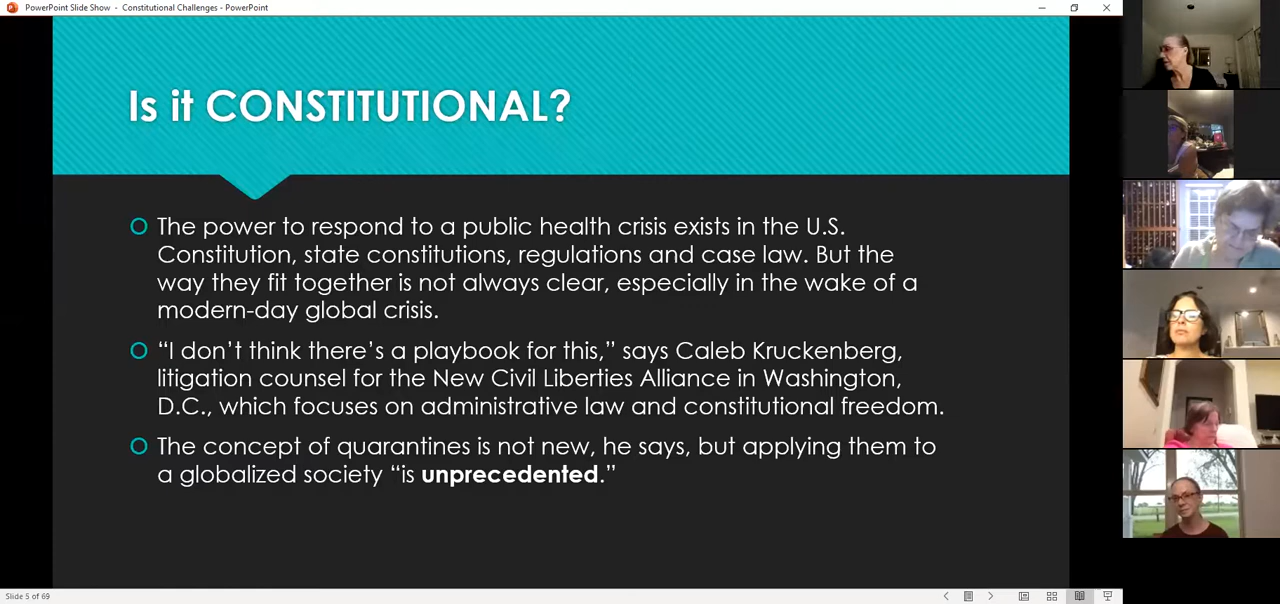 PowerPoint Slide Show - Constitutional Challenges - PowerPoint
Is it CONSTITUTIONAL?
The power to respond to a public health crisis exists in the U.S.
Constitution, state constitutions, regulations and case law. But the
way they fit together is not always clear, especially in the wake of a
modern-day global crisis.
“I don’t think there’s a playbook for this,” says Caleb Kruckenberg,
litigation counsel for the New Civil Liberties Alliance in Washington,
D.C., which focuses on administrative law and constitutional freedom.
The concept of quarantines is not new, he says, but applying them to
a globalized society “is unprecedented.”
Slide 5 of 69